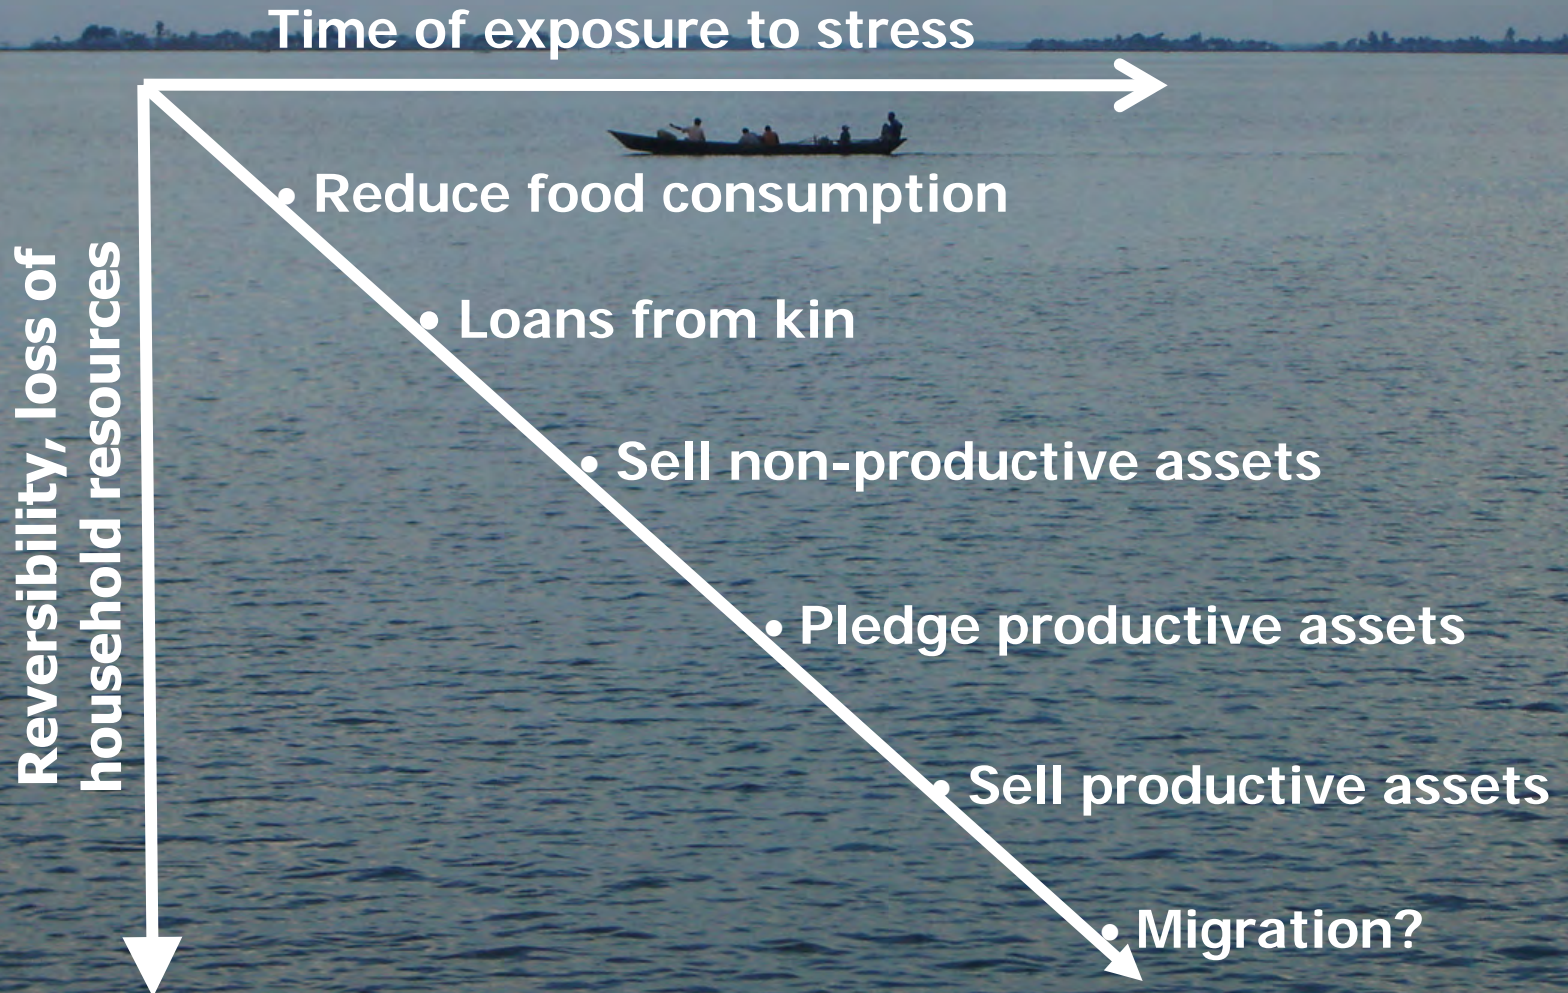 Time of exposure to stress
Reversibility, loss of
household resources
• Reduce food consumption
• Loans from kin
• Sell non-productive assets
• Pledge productive assets
• Sell productive assets
• Migration?